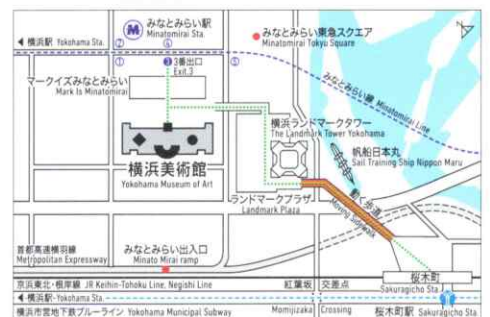 みなとみらい駅
Minatomirai Sta.
みなとみらい東急スクエア
Minatomirai Tokyu Square
横浜駅 Yokohama Sta.
② ④
① ③ 3番出口 ⑤
Exit.3
みなとみらい線 Minatomirai Line
マークイズみなとみらい
Mark Is Minatomirai
横浜ランドマークタワー
The Landmark Tower Yokohama
帆船日本丸
Sail Training Ship Nippon Maru
横浜美術館
Yokohama Museum of Art
ランドマークプラザ
Landmark Plaza
動く歩道
Moving Sidewalk
首都高速横羽線
Metropolitan Expressway
みなとみらい出入口
Minato Mirai ramp
桜木町
Sakuragicho Sta.
京浜東北・根岸線 JR Keihin-Tohoku Line, Negishi Line
紅葉坂 交差点
横浜駅-Yokohama Sta.
横浜市営地下鉄ブルーライン Yokohama Municipal Subway
Momijizaka Crossing
桜木町駅 Sakuragicho Sta.